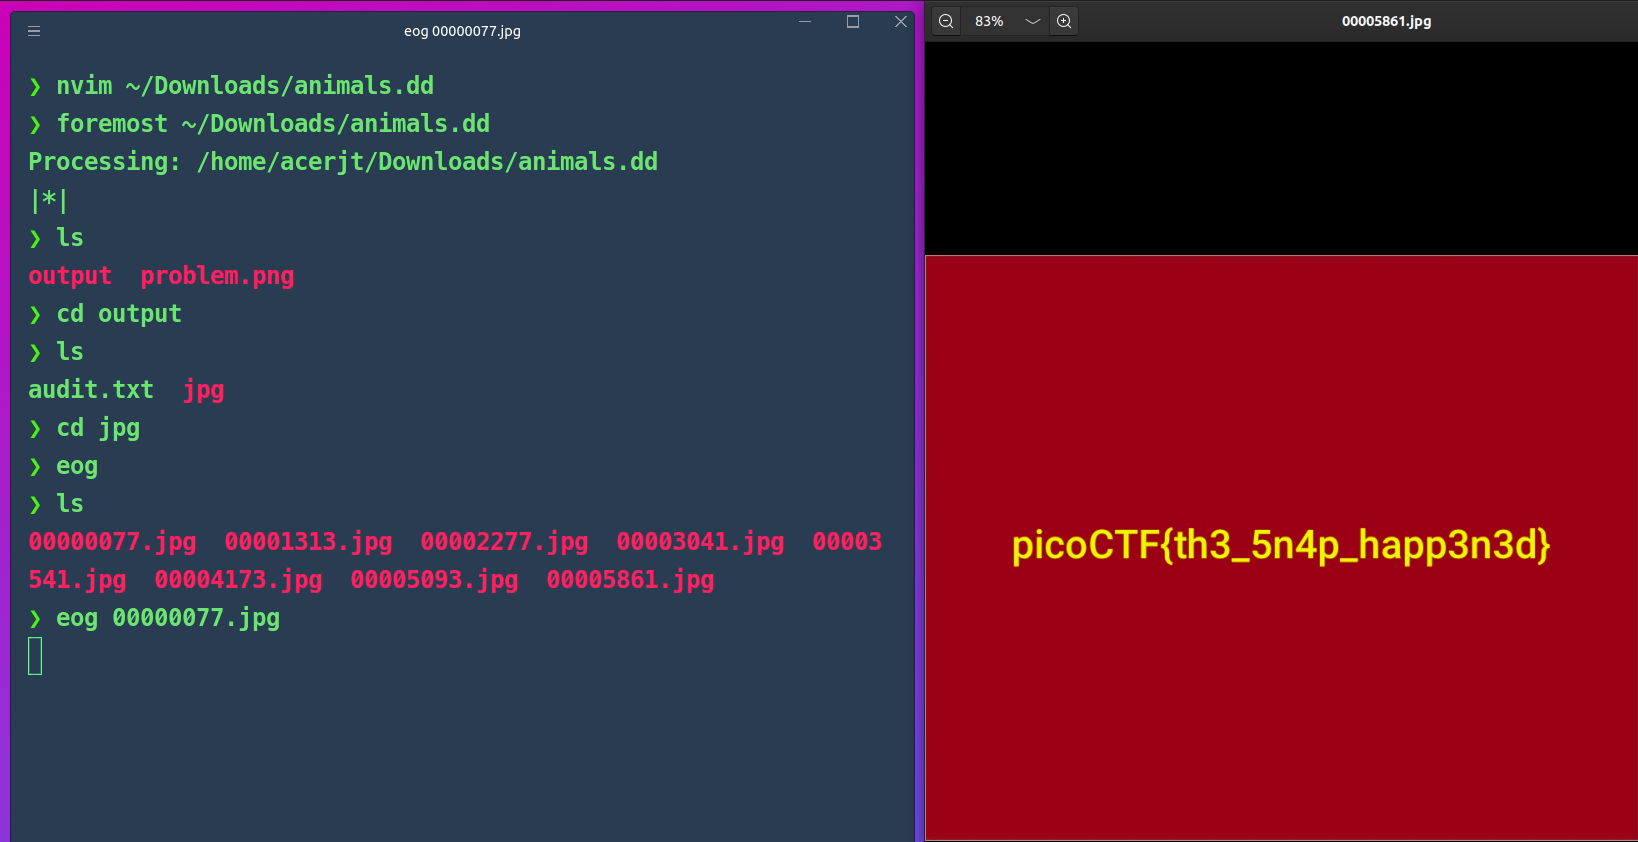 eog 00000077.jpg
❯ nvim ~/Downloads/animals.dd
❯ foremost ~/Downloads/animals.dd
Processing: /home/acerjt/Downloads/animals.dd
|*|
❯ ls
output  problem.png
❯ cd output
❯ ls
audit.txt  jpg
❯ cd jpg
❯ eog
❯ ls
00000077.jpg  00001313.jpg  00002277.jpg  00003041.jpg  00003
541.jpg  00004173.jpg  00005093.jpg  00005861.jpg
❯ eog 00000077.jpg
83%
00005861.jpg
picoCTF{th3_5n4p_happ3n3d}